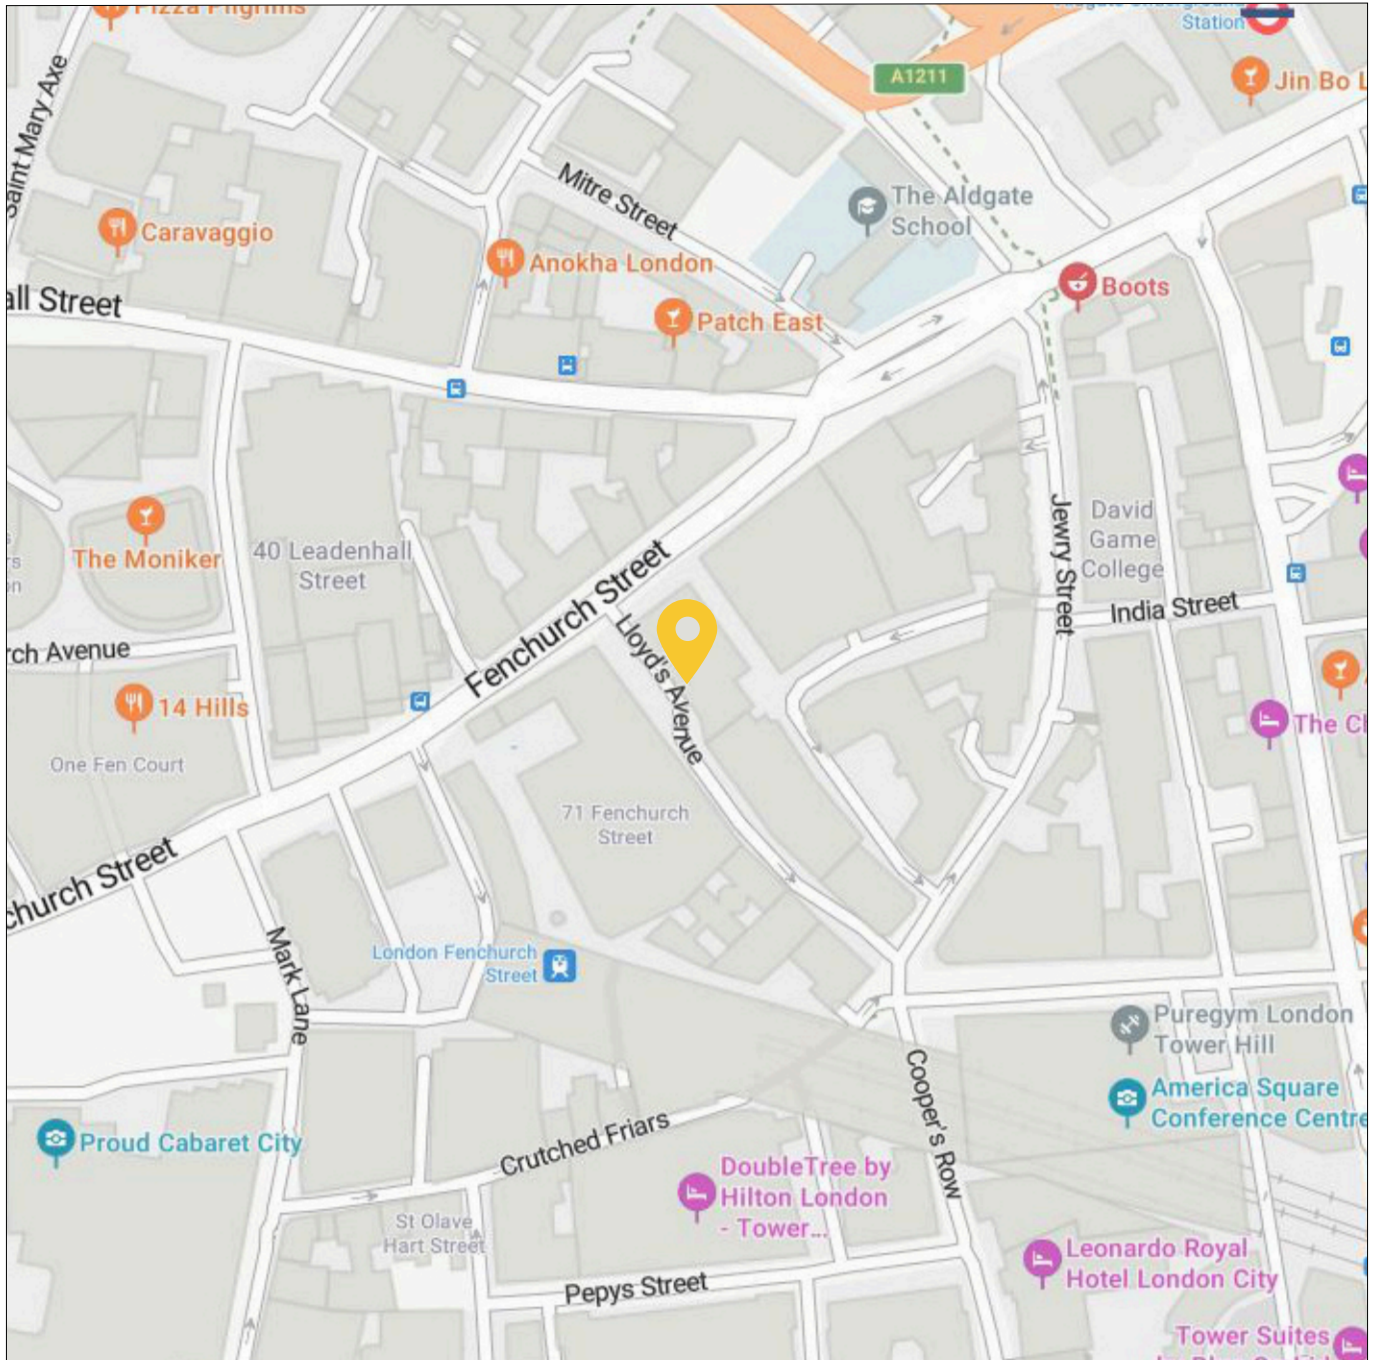 Pizza Pilgrims
Station
A1211
Jin Bo L
Saint Mary Axe
Mitre Street
The Aldgate
School
Caravaggio
Anokha London
Boots
all Street
Patch East
The Moniker
40 Leadenhall
Street
Fenchurch Street
Jewry Street
David
Game
College
India Street
rch Avenue
Lloyd's Avenue
14 Hills
One Fen Court
The Ch
71 Fenchurch
Street
church Street
Mark Lane
London Fenchurch
Street
Puregym London
Tower Hill
America Square
Conference Centre
Cooper's Row
Proud Cabaret City
Crutched Friars
DoubleTree by
Hilton London
- Tower...
St Olave
Hart Street
Leonardo Royal
Hotel London City
Pepys Street
Tower Suites